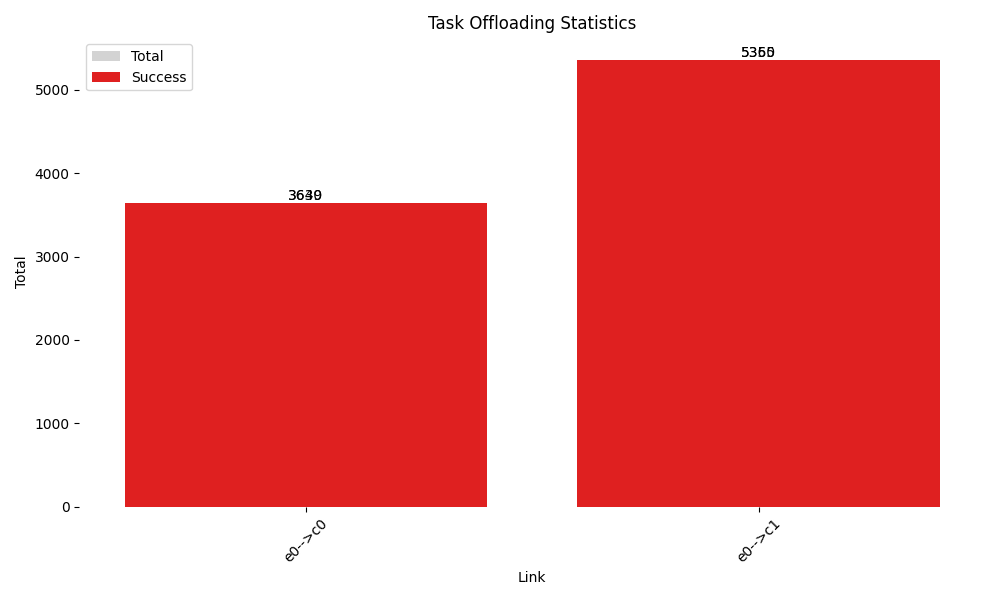 Task Offloading Statistics
Total
Success
5000
4000
3000
2000
1000
0
Total
e0-->c0
e0-->c1
Link